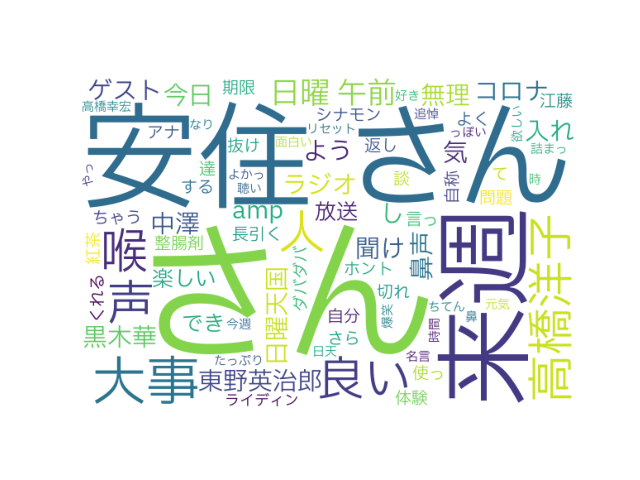 ゲスト
今日
期限
日曜
午前
好き
追悼
無理
コロナ
江藤
高橋幸宏
アナ
なり
シナモン
リセット
よく
っぽい
入れ
詰まっ
安住
さん
抜け
面白い
返し
よう
気
自称
やっ
達
する
よかっ
聴い
ラジオ
談
て
問題
ちゃう
中澤
amp
放送
し
言っ
喉
整腸剤
長引く
人
聞け
鼻声
来週
高橋洋子
紅茶
声
楽しい
さん
日曜天国
ダバダバ
ホント
切れ
くれる
でき
今週
自分
爆笑
ちてん
元気
黒木華
さら
時間
鼻
時
大事
たっぷり
日天
良い
名言
東野英治郎
使っ
ライディン
体験